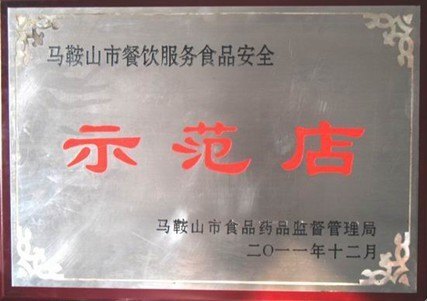 马鞍山市餐饮服务食品安全
示范店
马鞍山市食品药品监督管理局
二〇一一年十二月